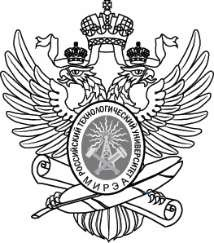 РОССИЙСКИЙ ТЕХНОЛОГИЧЕСКИЙ УНИВЕРСИТЕТ
МИРЭА